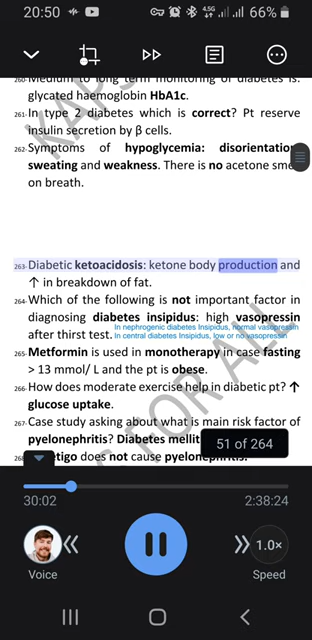 20:50 4.5G 66%
260- Medium to long term monitoring of diabetes is:
glycated haemoglobin HbA1c.
261- In type 2 diabetes which is correct? Pt reserve
insulin secretion by β cells.
262- Symptoms of hypoglycemia: disorientation,
sweating and weakness. There is no acetone sme
on breath.
263- Diabetic ketoacidosis: ketone body production and
↑ in breakdown of fat.
264- Which of the following is not important factor in
diagnosing diabetes insipidus: high vasopressin
after thirst test. In nephrogenic diabetes Insipidus, normal vasopressin
In central diabetes Insipidus, low or no vasopressin
265- Metformin is used in monotherapy in case fasting
> 13 mmol/ L and the pt is obese.
266- How does moderate exercise help in diabetic pt? ↑
glucose uptake.
267- Case study asking about what is main risk factor of
pyelonephritis? Diabetes mellit
51 of 264
268 etigo does not cause pyelonephritis.
30:02 2:38:24
1.0×
Voice Speed